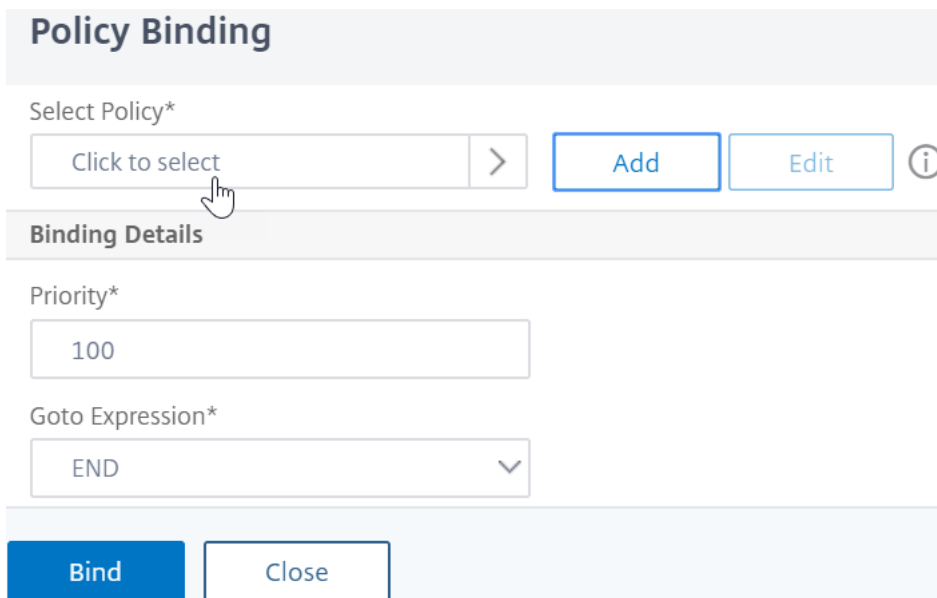 Policy Binding
Select Policy*
Click to select
Add
Edit
Binding Details
Priority*
100
Goto Expression*
END
Bind
Close